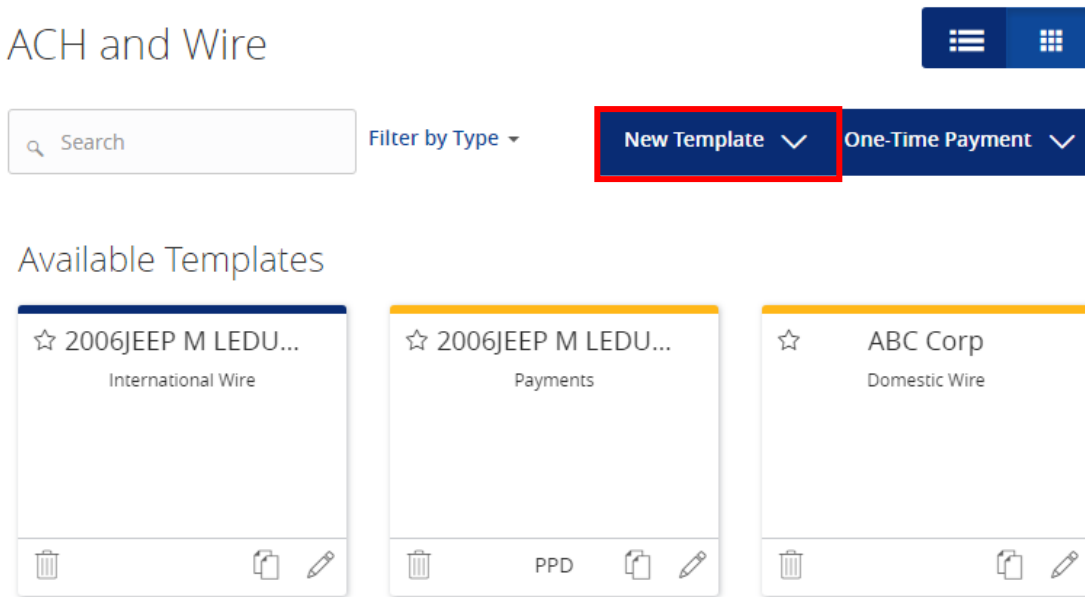 ACH and Wire
Search
Filter by Type
New Template
One-Time Payment
Available Templates
2006JEEP M LEDU...
International Wire
2006JEEP M LEDU...
Payments
PPD
ABC Corp
Domestic Wire